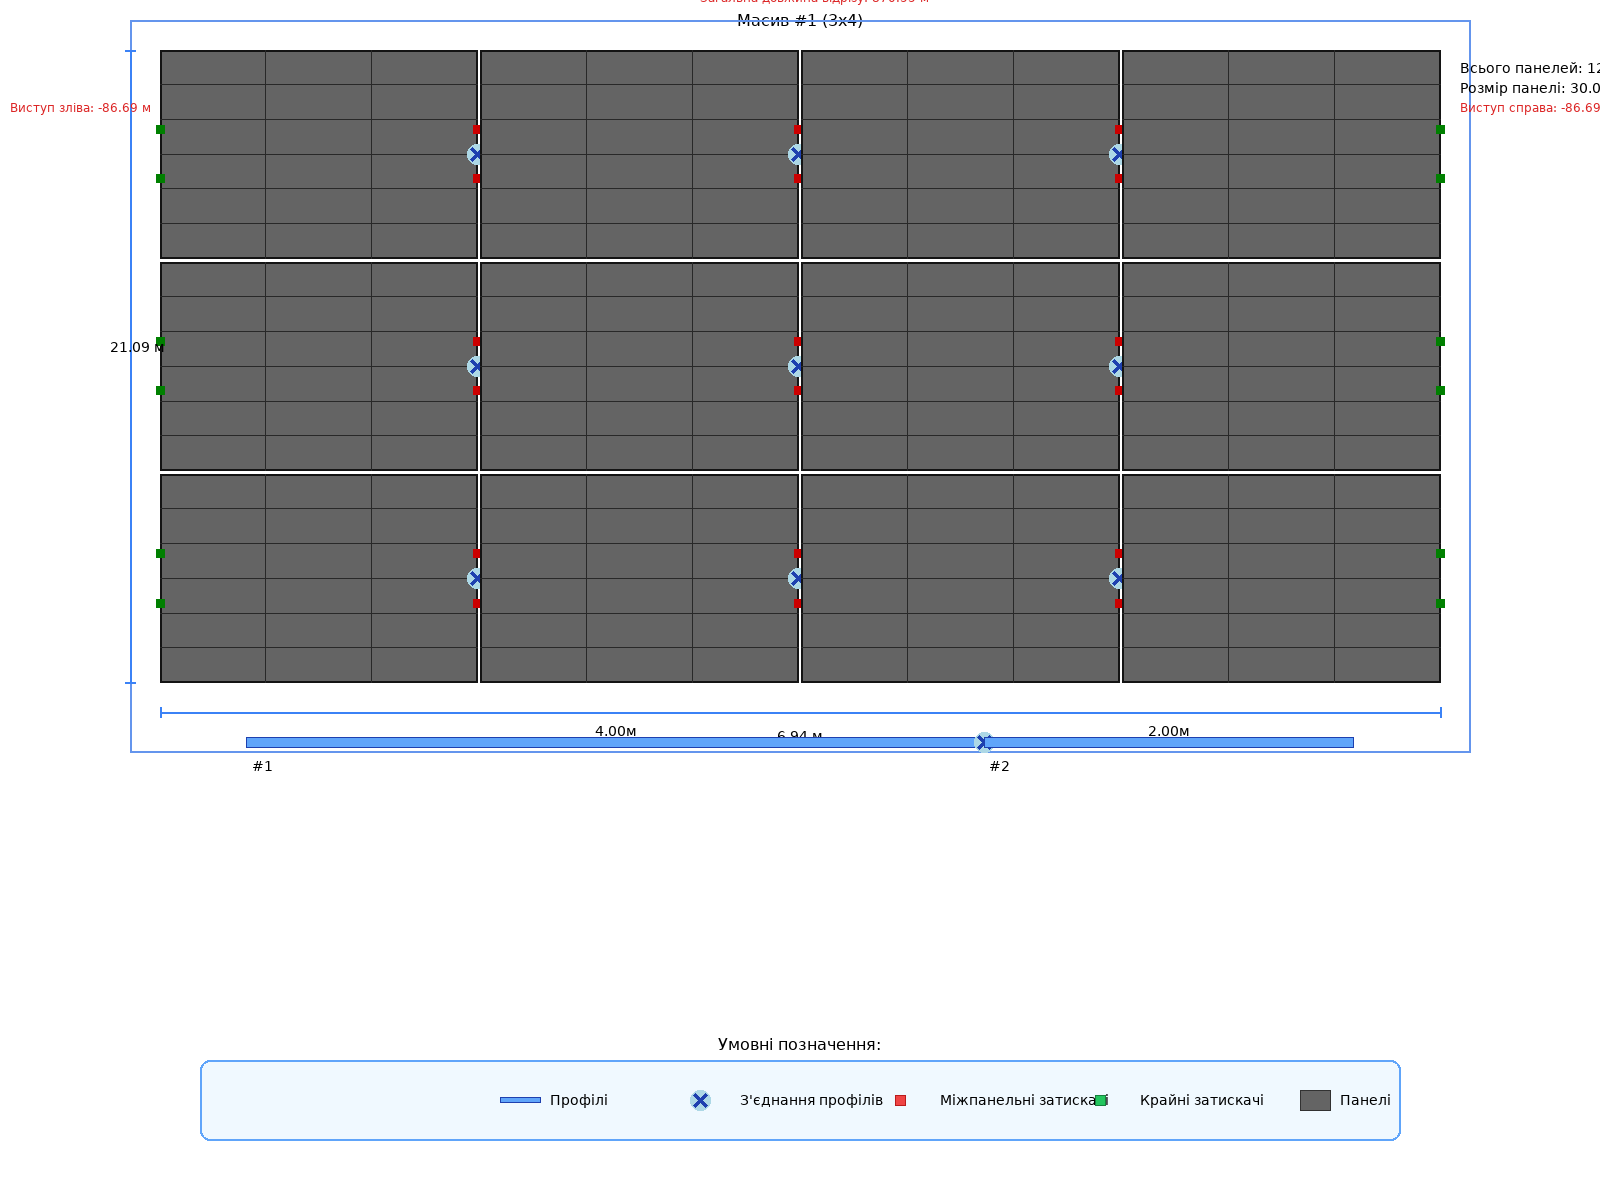 Масив #1 (3x4)
Всього панелей: 12
Розмір панелі: 30.0
Виступ зліва: -86.69 м
Виступ справа: -86.69
21.09 м
4.00м
6.94 м
2.00м
#1
#2
Умовні позначення:
Профілі
З'єднання профілів
Міжпанельні затискачі
Крайні затискачі
Панелі